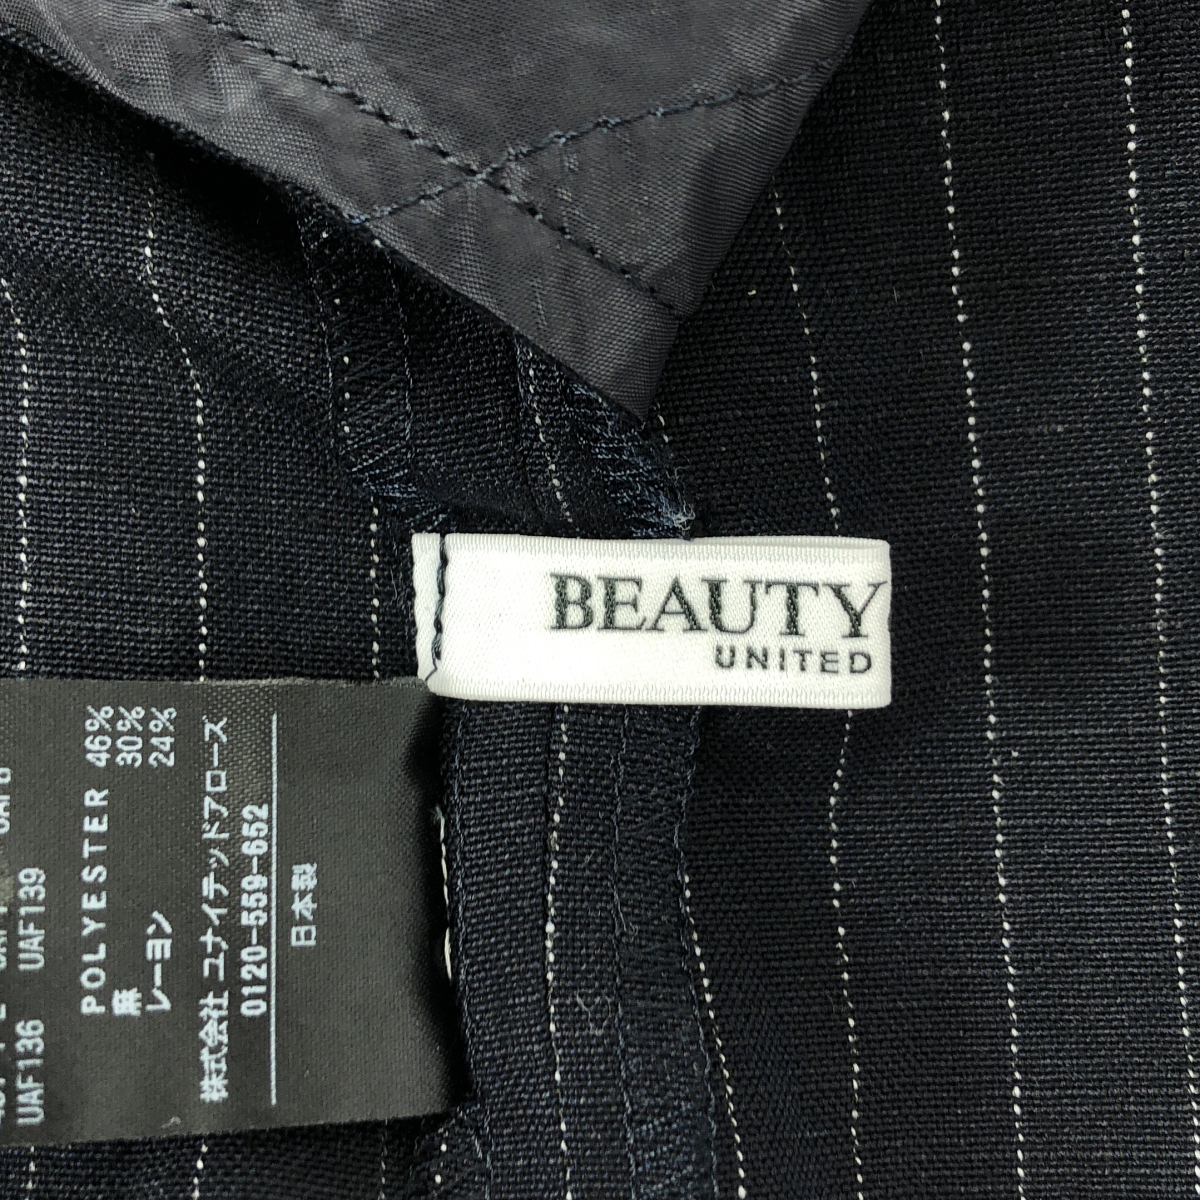 BEAUTY
UNITED
UAF136 UAF139
POLYESTER 46%
麻 30%
レーヨン 24%
株式会社 ユナイテッドアローズ
0120-559-652
日本製